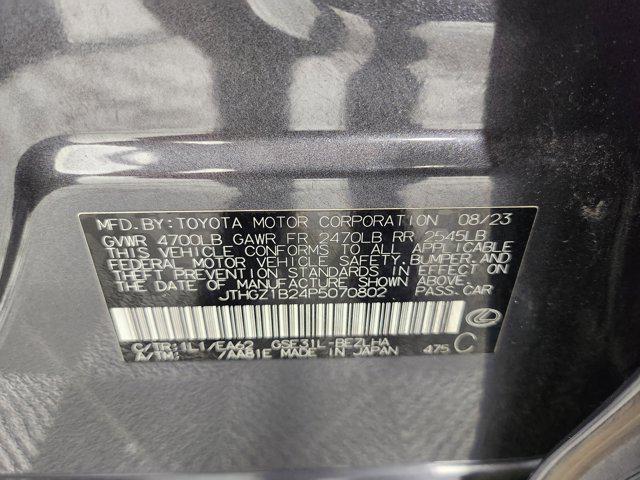 MFD.BY:TOYOTA MOTOR CORPORATION 08/23
GVWR 4700LB GAWR FR 2470LB RR 2545LB
THIS VEHICLE CONFORMS TO ALL APPLICABLE
FEDERAL MOTOR VEHICLE SAFETY,BUMPER,AND
THEFT PREVENTION STANDARDS IN EFFECT ON
THE DATE OF MANUFACTURE SHOWN ABOVE.
JTHGZ1B24P5070802 PASS.CAR
C/TR:1L1/EA62 GSE31L-BEZLHA
A/TM: /AA81E MADE IN JAPAN 475 C